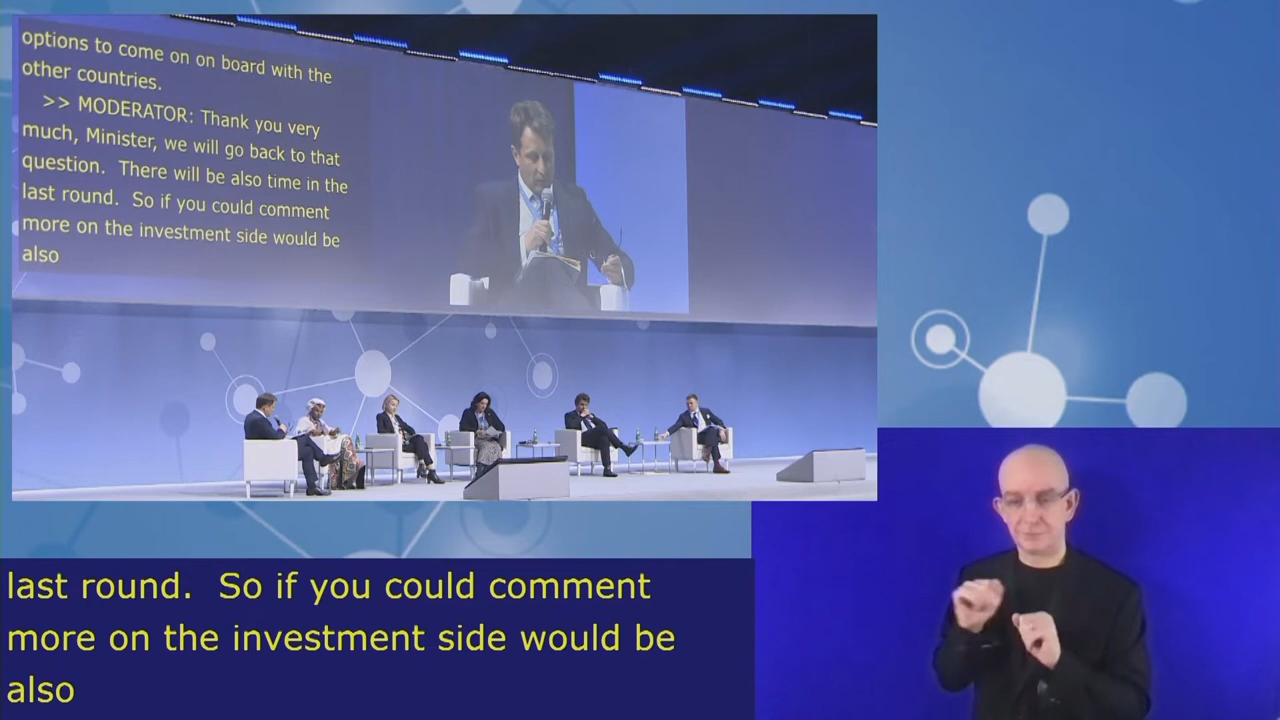 options to come on on board with the
other countries.
>> MODERATOR: Thank you very
much, Minister, we will go back to that
question. There will be also time in the
last round. So if you could comment
more on the investment side would be
also
last round. So if you could comment
more on the investment side would be
also